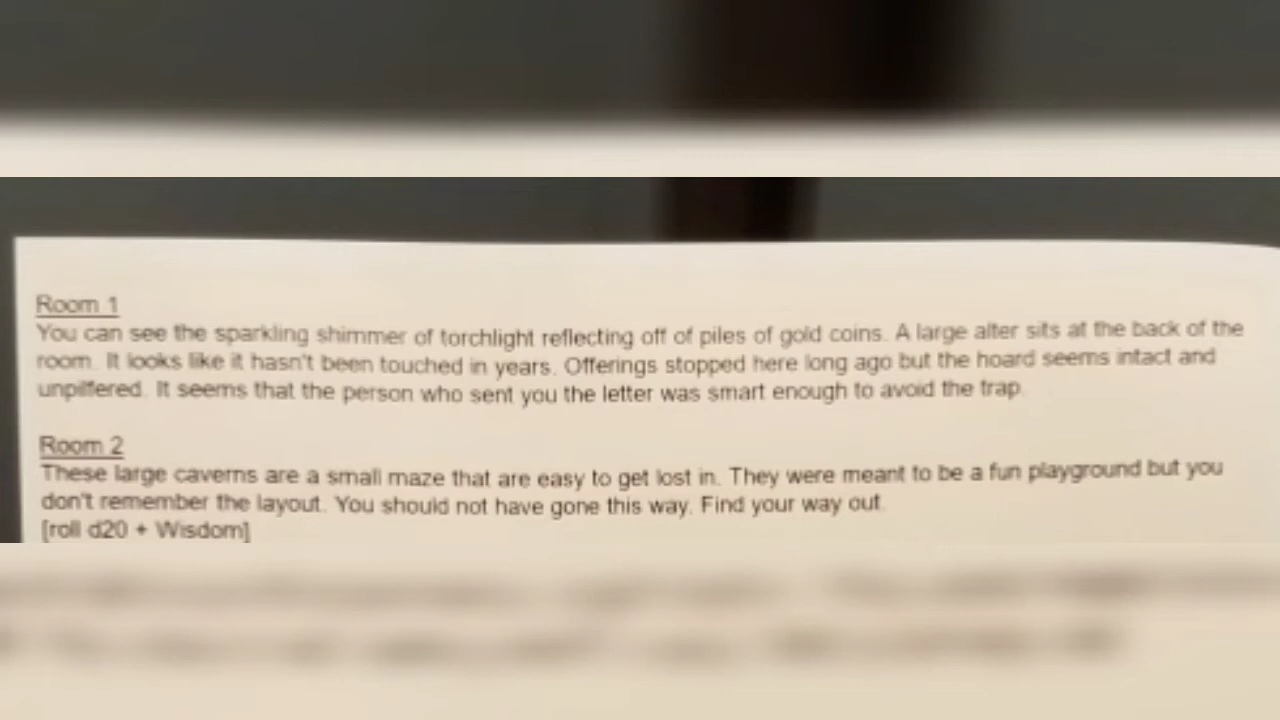 Room 1
You can see the sparkling shimmer of torchlight reflecting off of piles of gold coins. A large alter sits at the back of the
room. It looks like it hasn't been touched in years. Offerings stopped here long ago but the hoard seems intact and
unpilfered. It seems that the person who sent you the letter was smart enough to avoid the trap.
Room 2
These large caverns are a small maze that are easy to get lost in. They were meant to be a fun playground but you
don't remember the layout. You should not have gone this way. Find your way out.
[roll d20 + Wisdom]